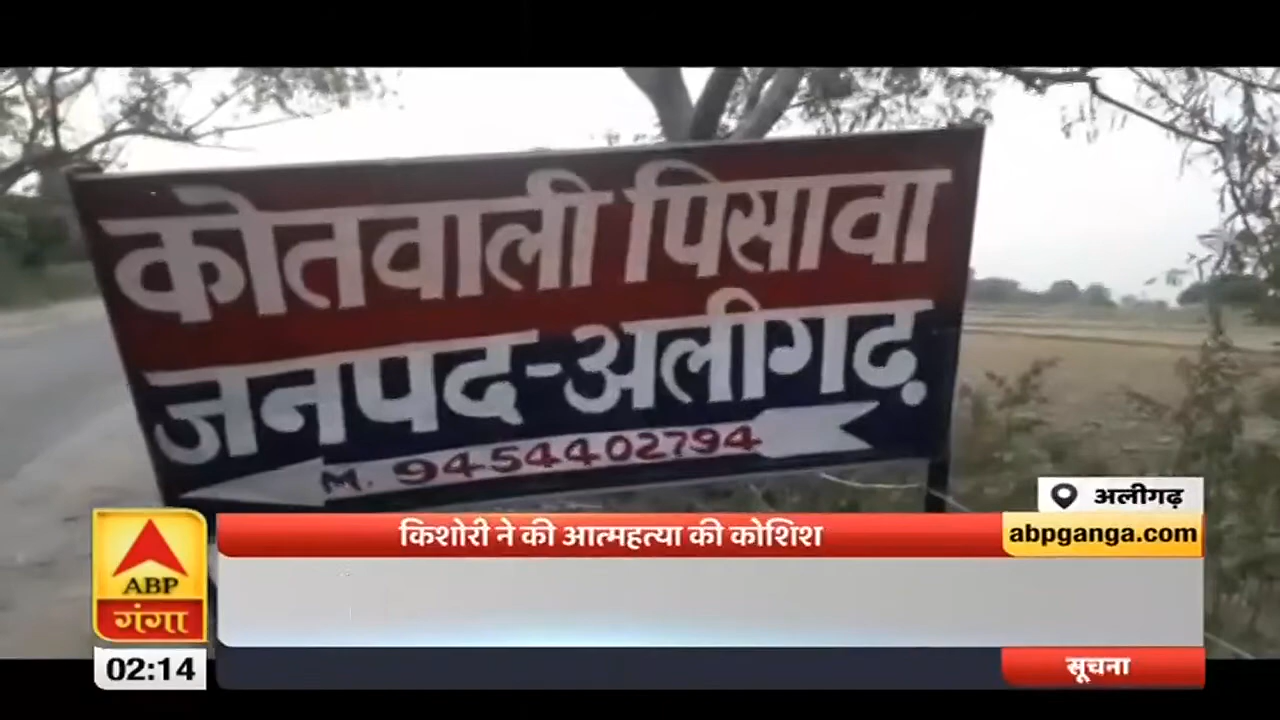 कोतवाली पिसावा
जनपद-अलीगढ़
M. 9454402794
अलीगढ़
किशोरी ने की आत्महत्या की कोशिश
abpganga.com
ABP
गंगा
02:14
सूचना